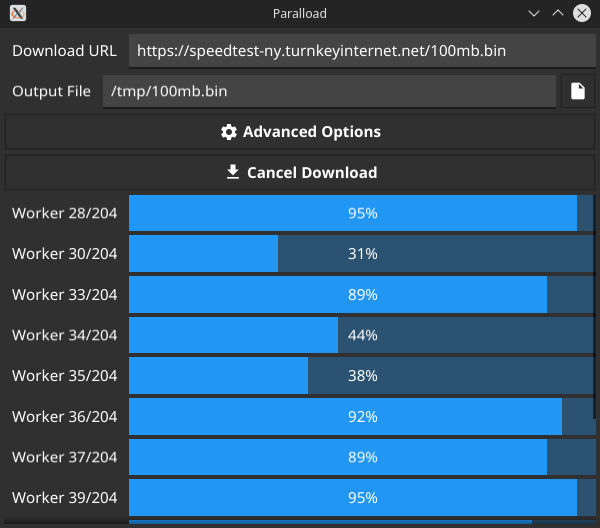 Paralload
Download URL https://speedtest-ny.turnkeyinternet.net/100mb.bin
Output File /tmp/100mb.bin
Advanced Options
Cancel Download
Worker 28/204 95%
Worker 30/204 31%
Worker 33/204 89%
Worker 34/204 44%
Worker 35/204 38%
Worker 36/204 92%
Worker 37/204 89%
Worker 39/204 95%